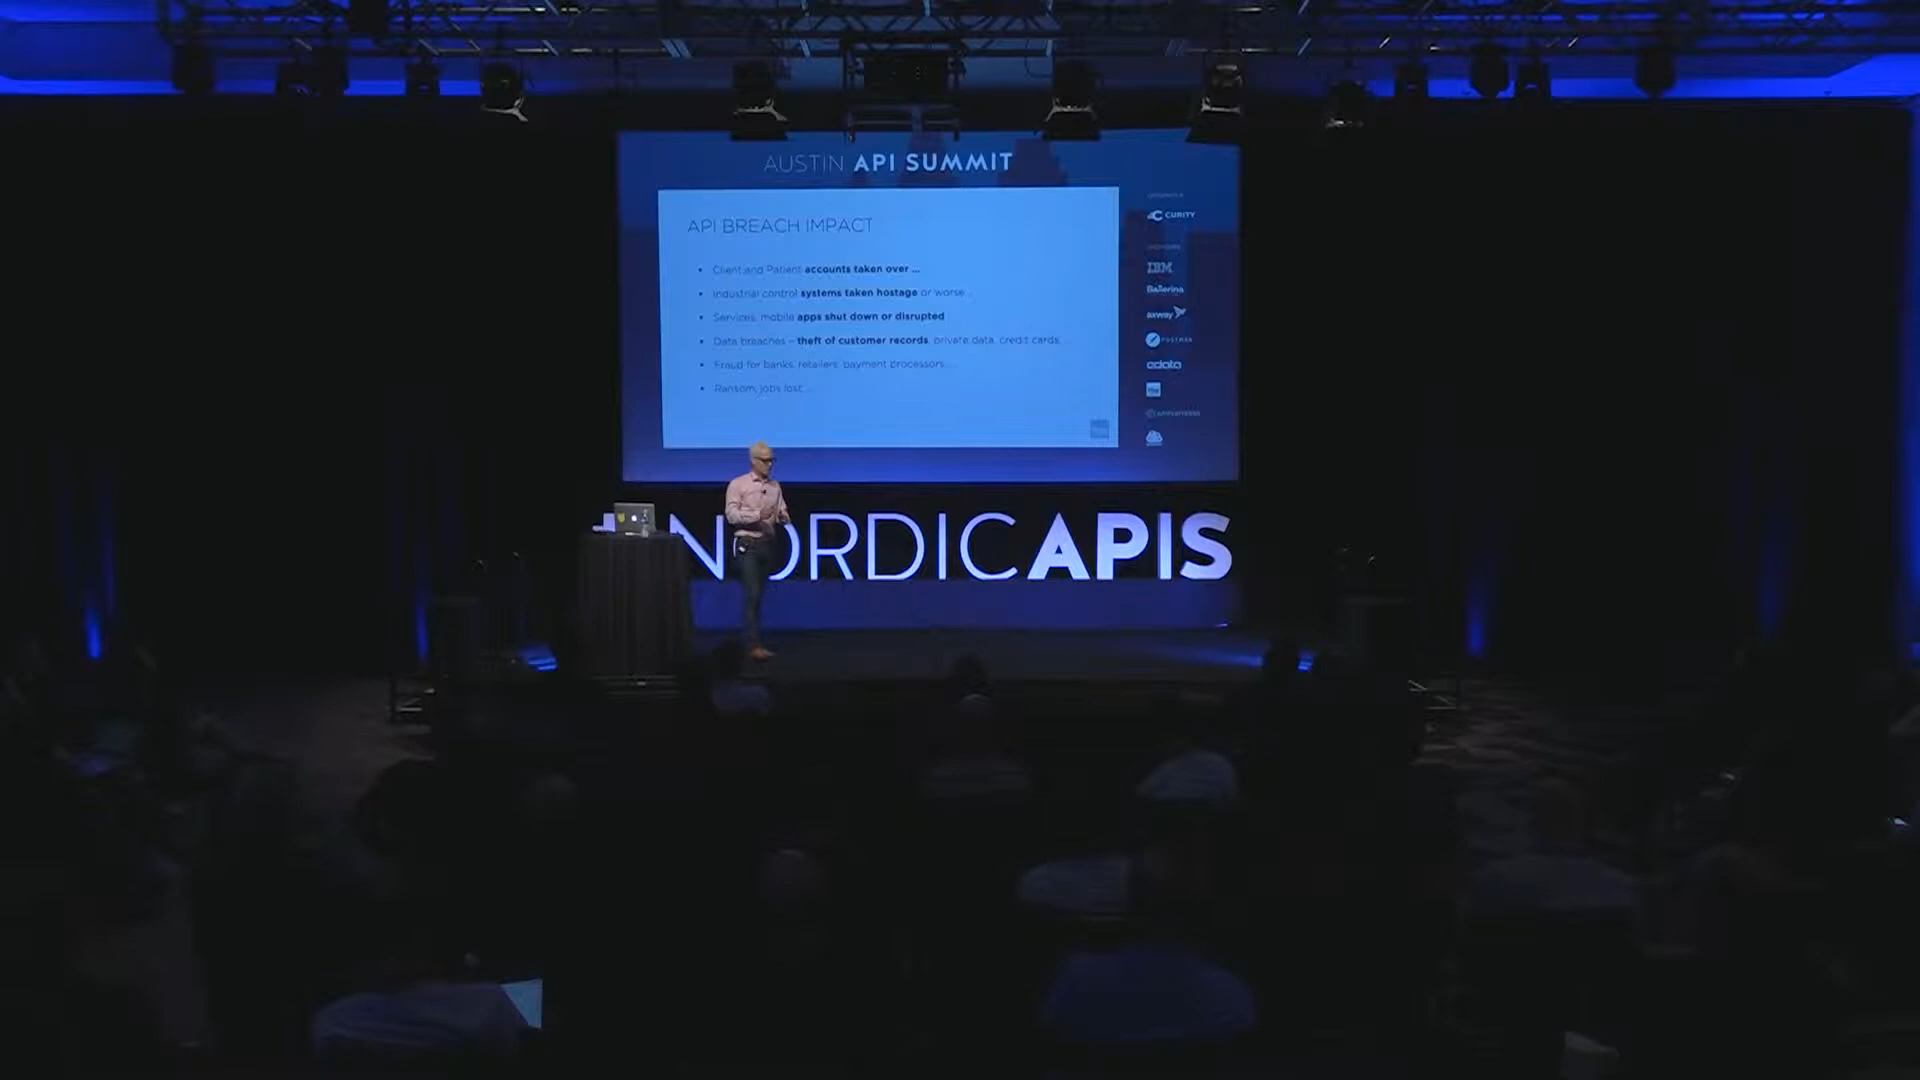 AUSTIN API SUMMIT
API BREACH IMPACT
• Client and Patient accounts taken over ...
• Industrial control systems taken hostage or worse...
• Services, mobile apps shut down or disrupted
• Data breaches – theft of customer records, private data, credit cards, ...
• Fraud for banks, retailers, payment processors...
• Ransom, jobs lost...
CURITY
IBM
Ballerina
axway
POSTMAN
cdata
NORDICAPIS